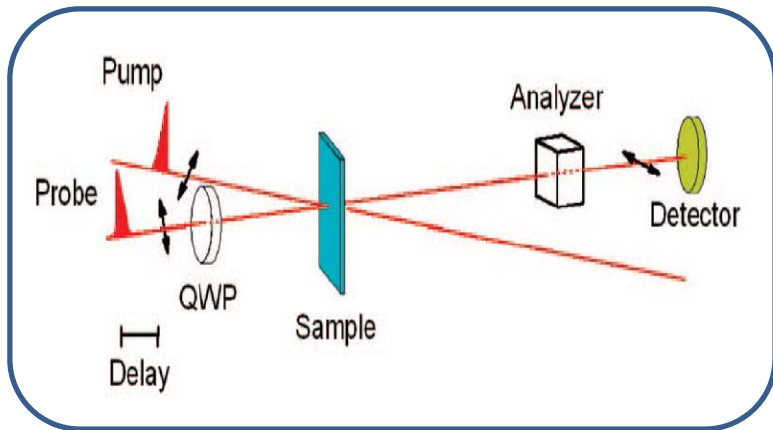 Pump
Analyzer
Probe
Detector
QWP
Sample
Delay